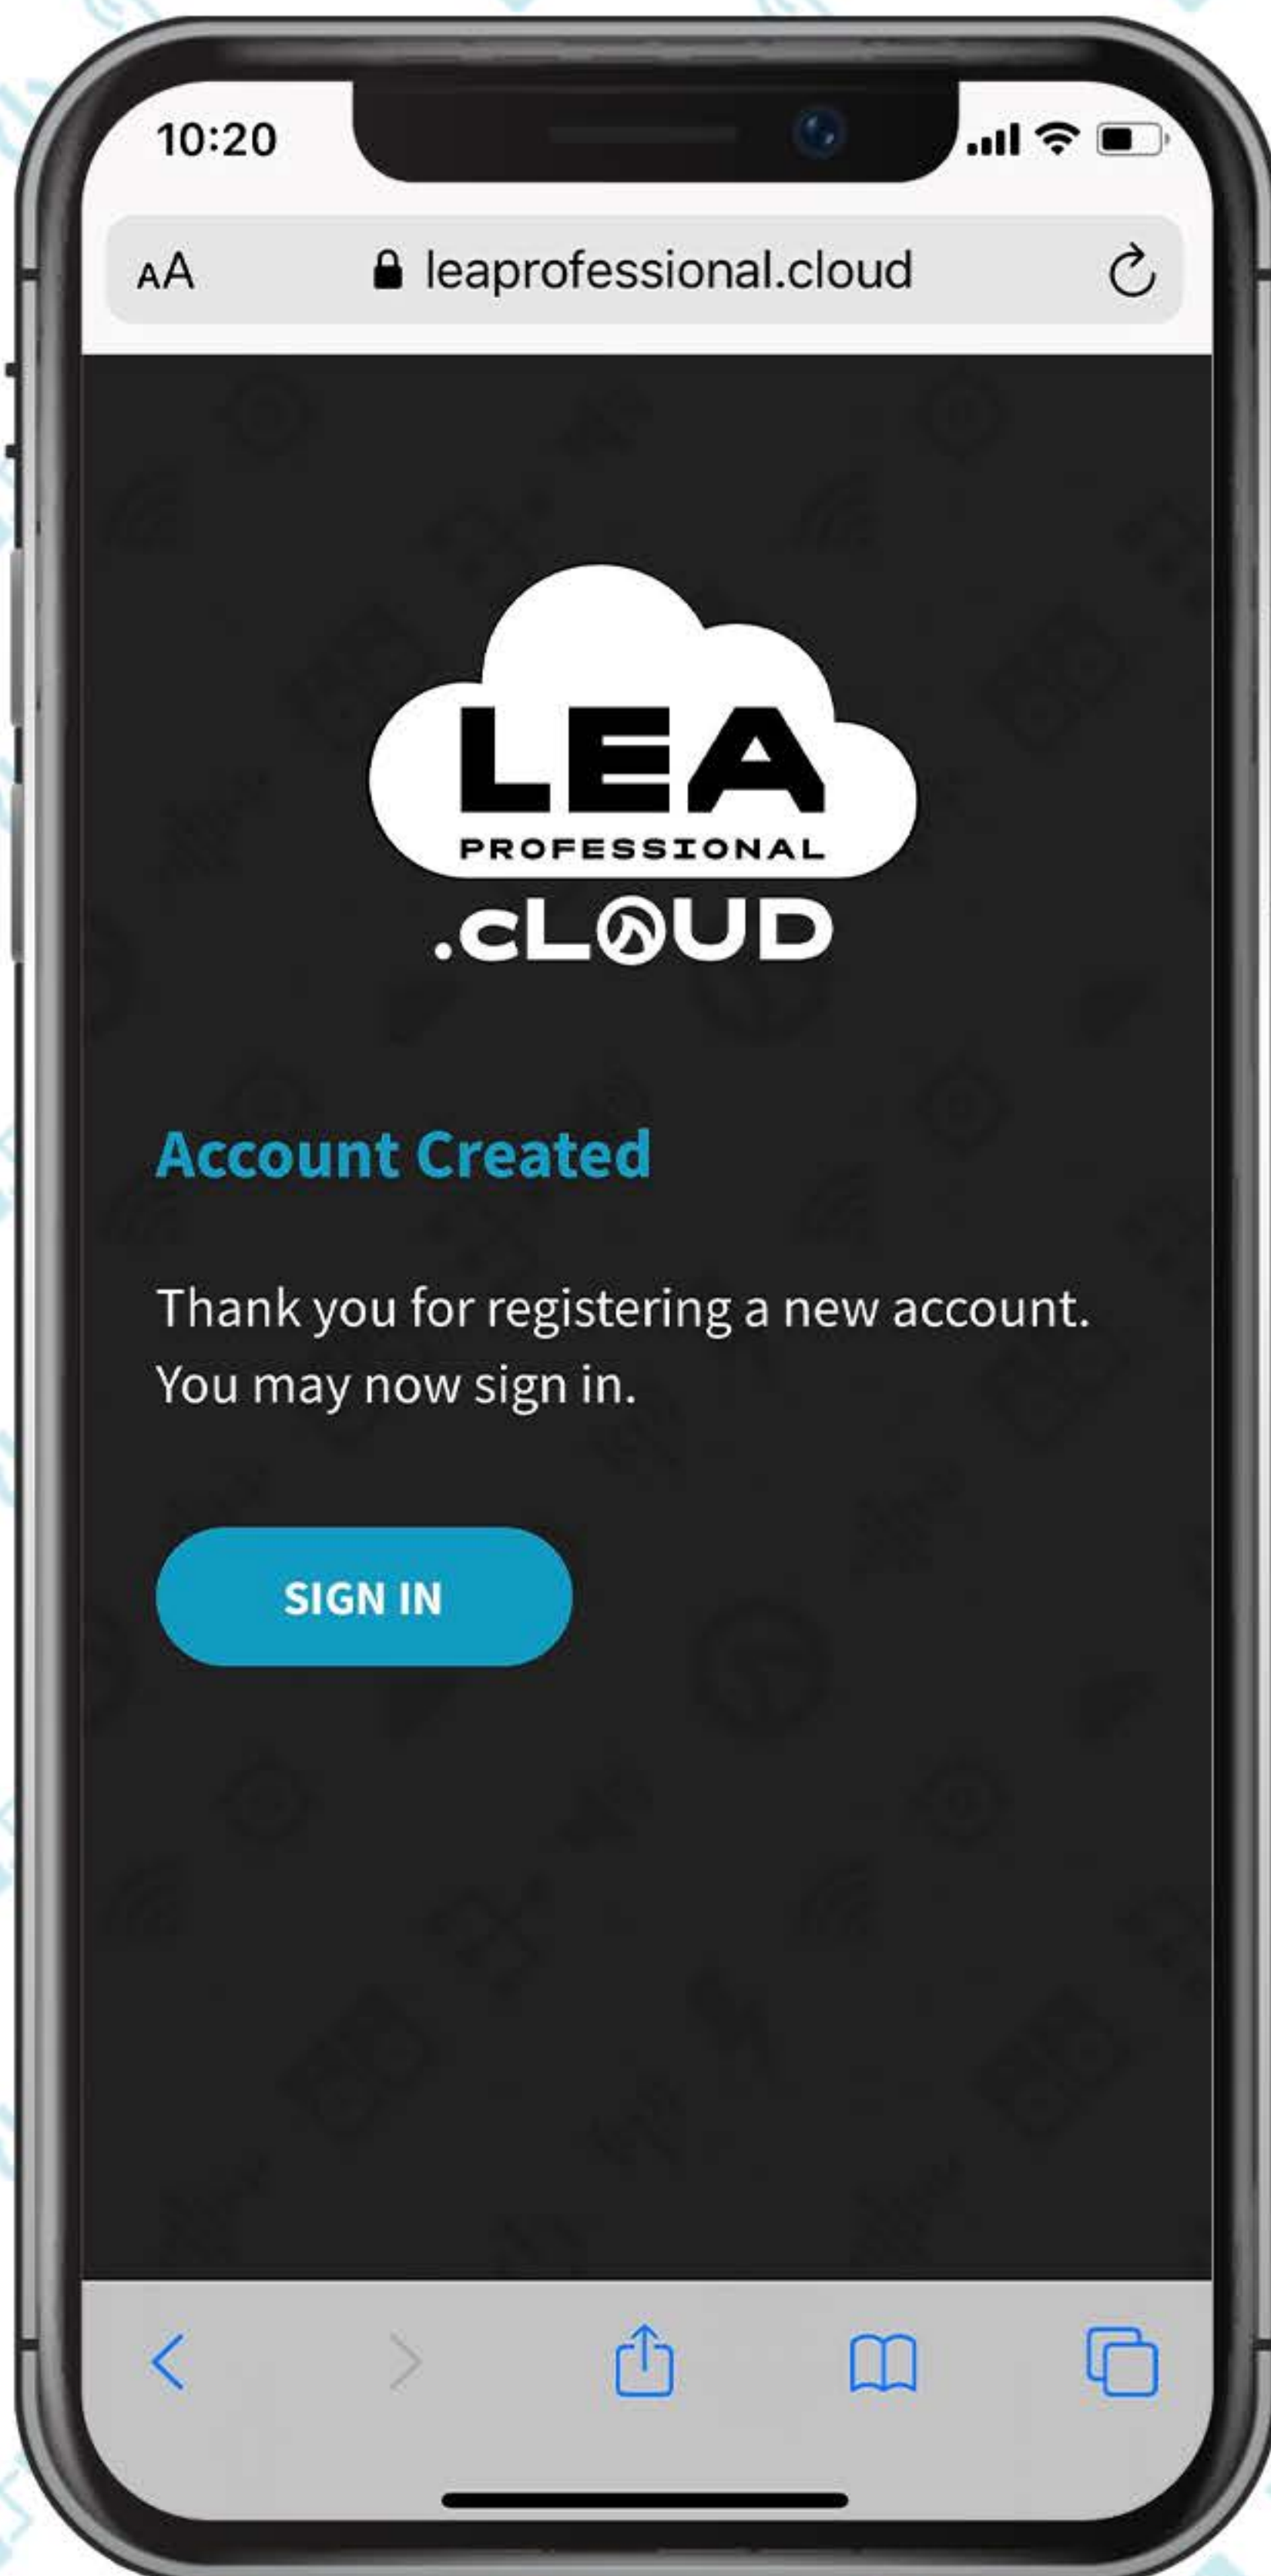 10:20
AA leaprofessional.cloud
LEA
PROFESSIONAL
.cLOUD
Account Created
Thank you for registering a new account.
You may now sign in.
SIGN IN